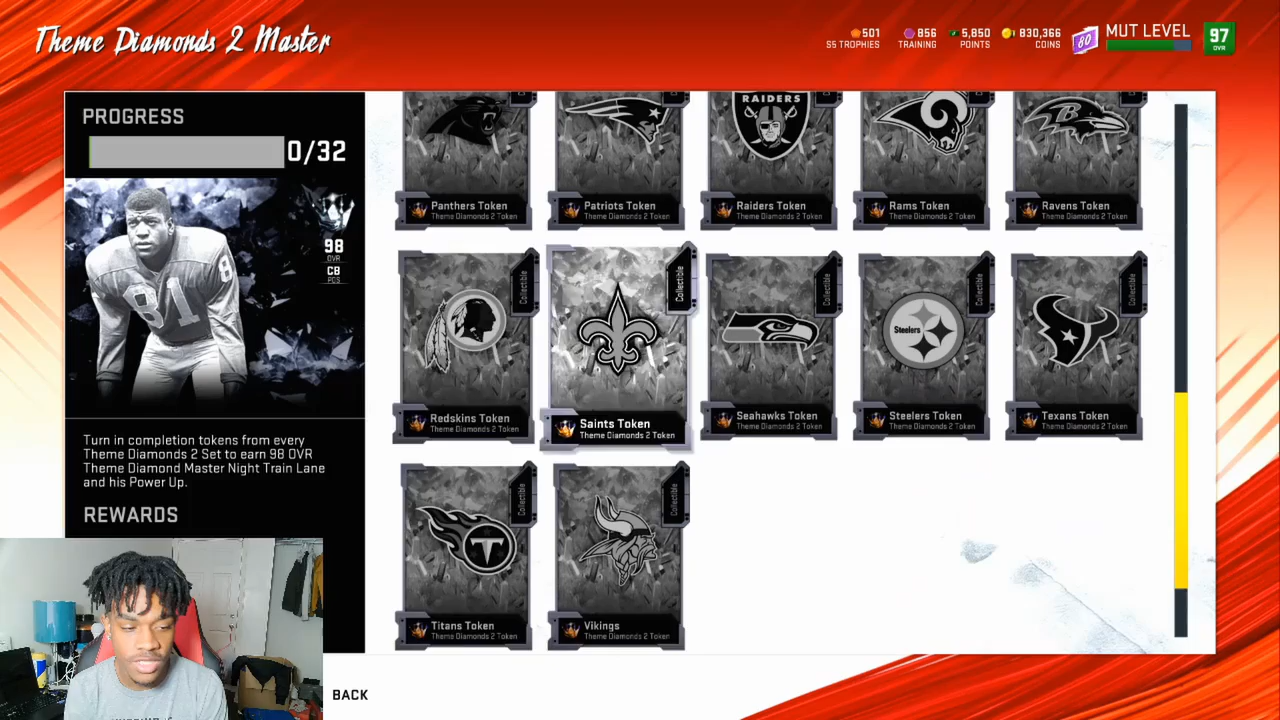 Theme Diamonds 2 Master
501
S5 TROPHIES
856
TRAINING
5,850
POINTS
830,366
COINS
80
MUT LEVEL
97
OVR
PROGRESS
0/32
98
OVR
CB
POS
81
8
Turn in completion tokens from every
Theme Diamonds 2 Set to earn 98 OVR
Theme Diamond Master Night Train Lane
and his Power Up.
REWARDS
RAIDERS
Panthers Token
Theme Diamonds 2 Token
Patriots Token
Theme Diamonds 2 Token
Raiders Token
Theme Diamonds 2 Token
Rams Token
Theme Diamonds 2 Token
Ravens Token
Theme Diamonds 2 Token
Collectible
Redskins Token
Theme Diamonds 2 Token
Collectible
Saints Token
Theme Diamonds 2 Token
Collectible
Seahawks Token
Theme Diamonds 2 Token
Collectible
Steelers
Steelers Token
Theme Diamonds 2 Token
Collectible
Texans Token
Theme Diamonds 2 Token
Collectible
T
Titans Token
Theme Diamonds 2 Token
Collectible
Vikings
Theme Diamonds 2 Token
BACK